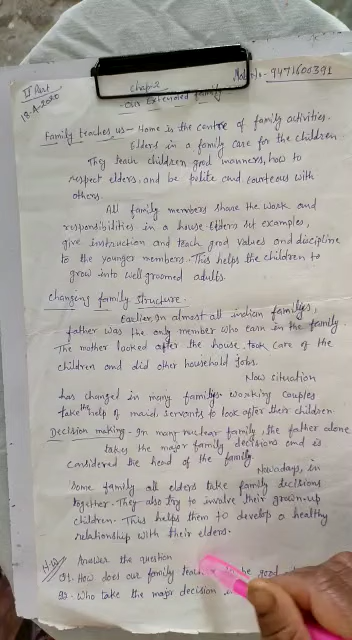 IInd Part
Mob. No.- 9471600391
18-4-2020
Chap-2
Our Extended family
Family teaches us - Home is the centre of family activities.
Elders in a family care for the children.
They teach children good manners, how to
respect elders, and be polite and courteous with
others.
All family members share the work and
responsibilities in a house. Elders set examples,
give instruction and teach good values and discipline
to the younger members. This helps the children to
grow into well groomed adults.
Changing family structure -
Earlier, in almost all indian families,
father was the only member who earn in the family.
The mother looked after the house, took care of the
children and did other household jobs.
Now situation
has changed in many families. Working couples
take the help of maid servants to look after their children.
Decision making - In many nuclear family, the father alone
takes the major family decisions and is
considered the head of the family.
Nowadays, in
some family all elders take family decisions
together. They also try to involve their grown-up
children. Thus helps them to develop a healthy
relationship with their elders.
H.W Answer the question
Q1. How does our family teach
Q2. Who take the major decision